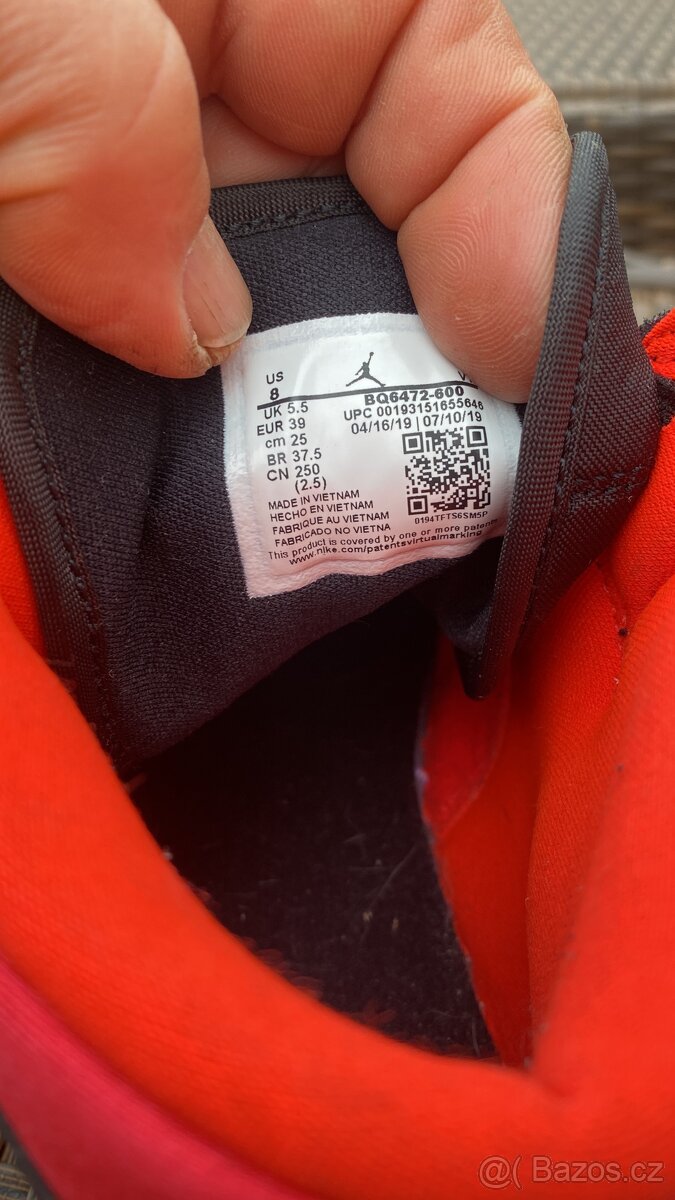 US
8
UK 5.5
EUR 39
cm 25
BR 37.5
CN 250
(2.5)
BQ6472-600
UPC 00193151655646
04/16/19 | 07/10/19
0194TFTS6SM5P
MADE IN VIETNAM
HECHO EN VIETNAM
FABRIQUE AU VIETNAM
FABRICADO NO VIETNA
This product is covered by one or more patents
www.nike.com/patentsvirtualmarking
@( Bazos.cz